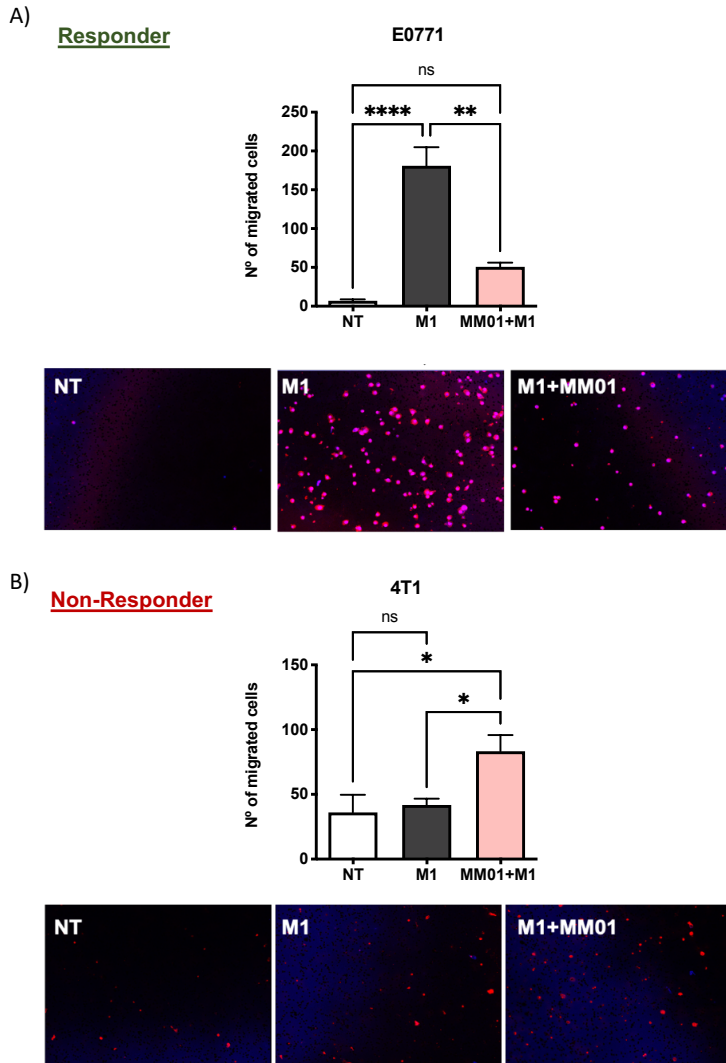 A)
Responder
E0771
ns
**** **
Nº of migrated cells
250
200
150
100
50
0
NT M1 MM01+M1
NT M1 M1+MM01
B)
Non-Responder
4T1
ns
*
*
Nº of migrated cells
150
100
50
0
NT M1 MM01+M1
NT M1 M1+MM01